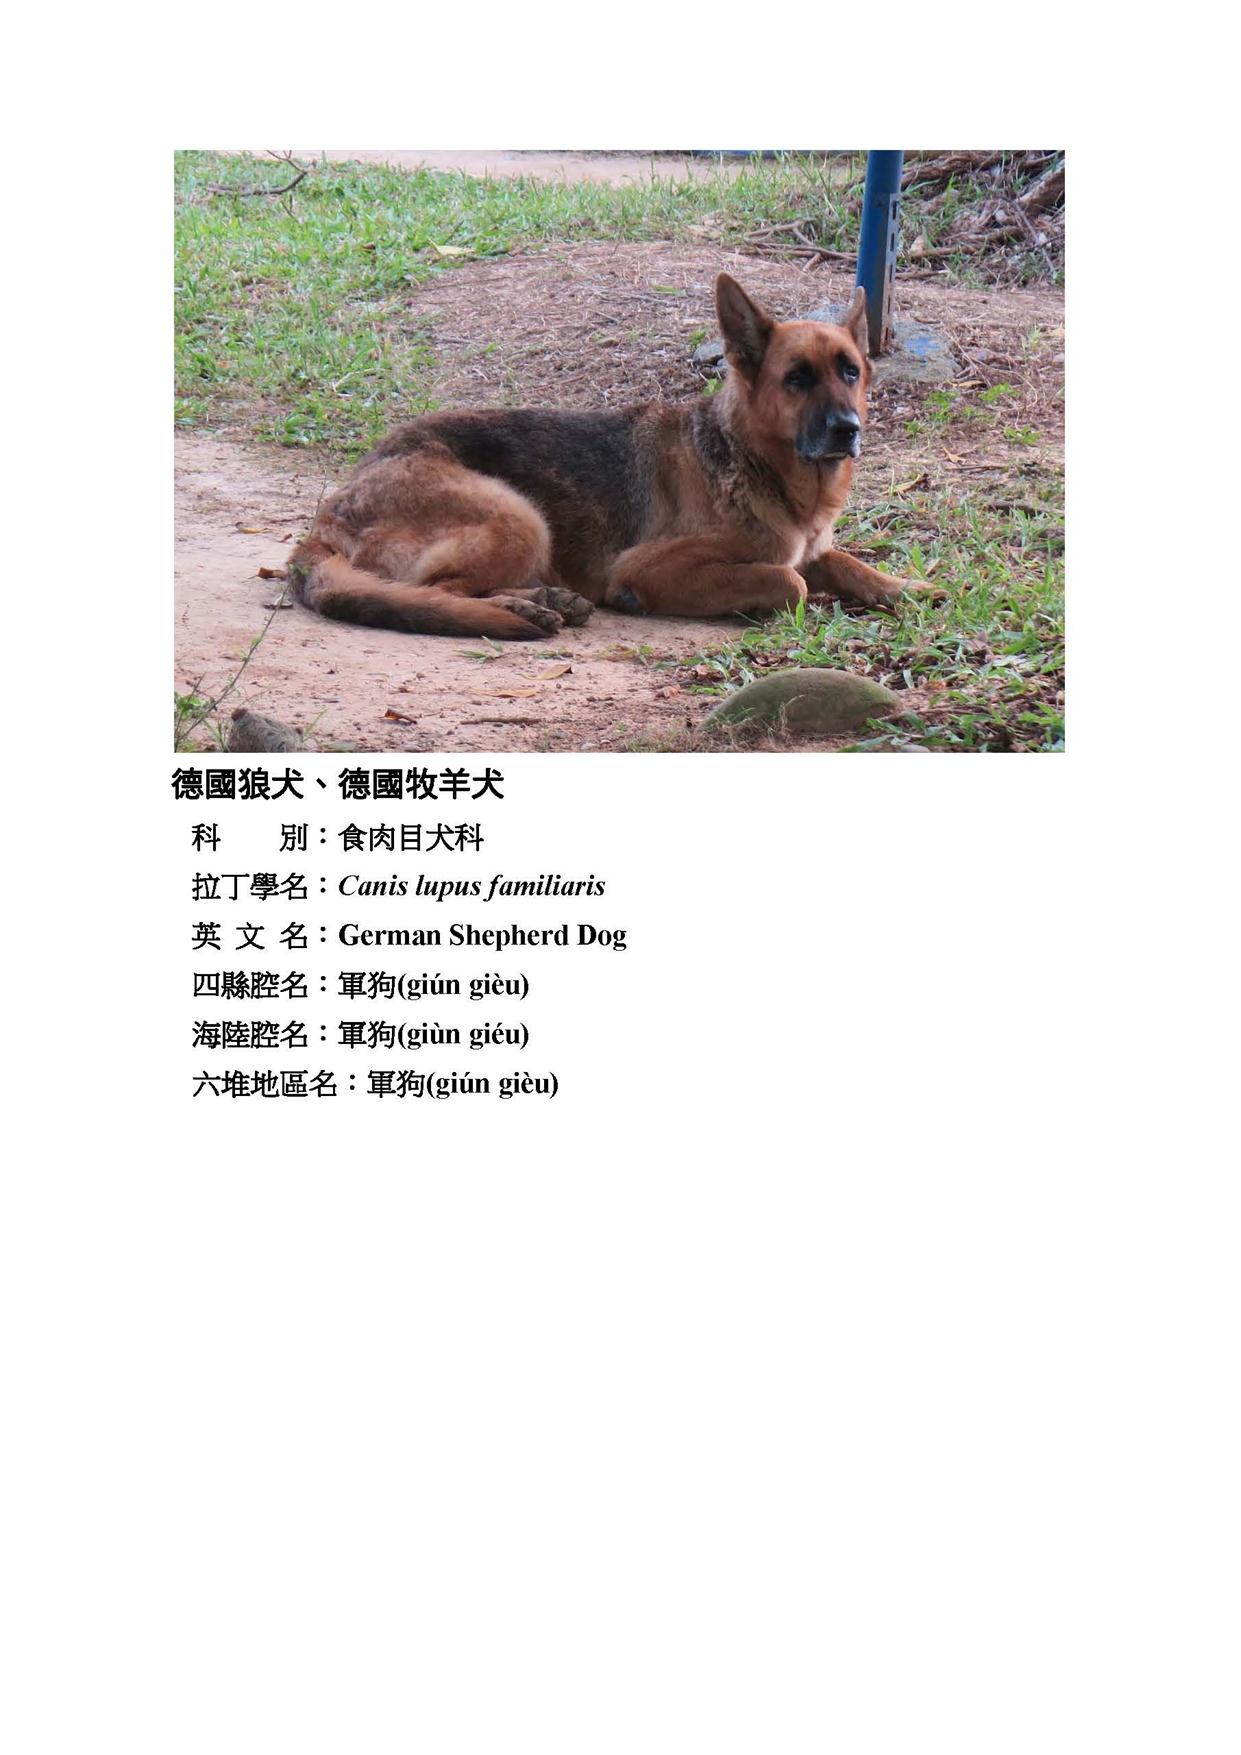 德國狼犬、德國牧羊犬
科　　別：食肉目犬科
拉丁學名：Canis lupus familiaris
英 文 名：German Shepherd Dog
四縣腔名：軍狗(giún gièu)
海陸腔名：軍狗(giùn giéu)
六堆地區名：軍狗(giún gièu)